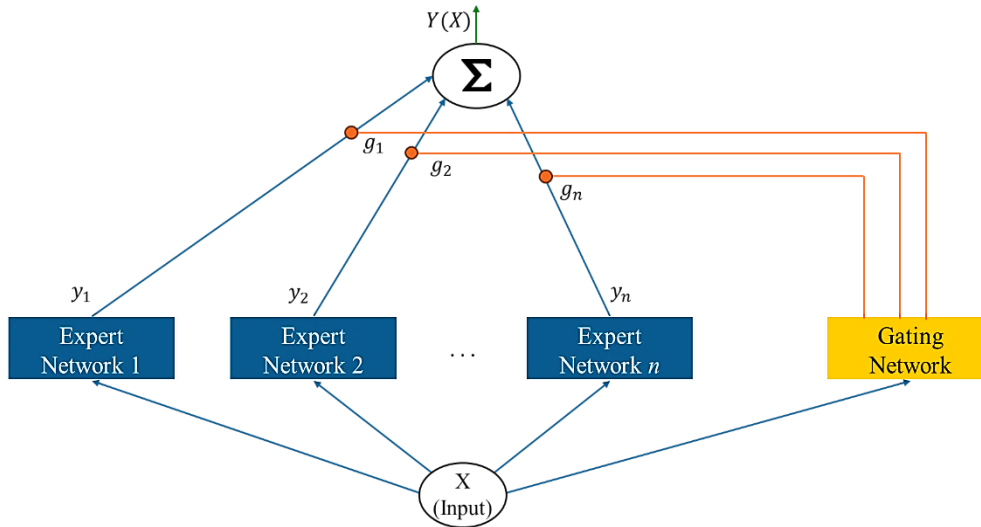 Y(X)
Σ
g₁
g₂
gₙ
y₁
y₂
yₙ
Expert
Network 1
Expert
Network 2
...
Expert
Network n
Gating
Network
X
(Input)